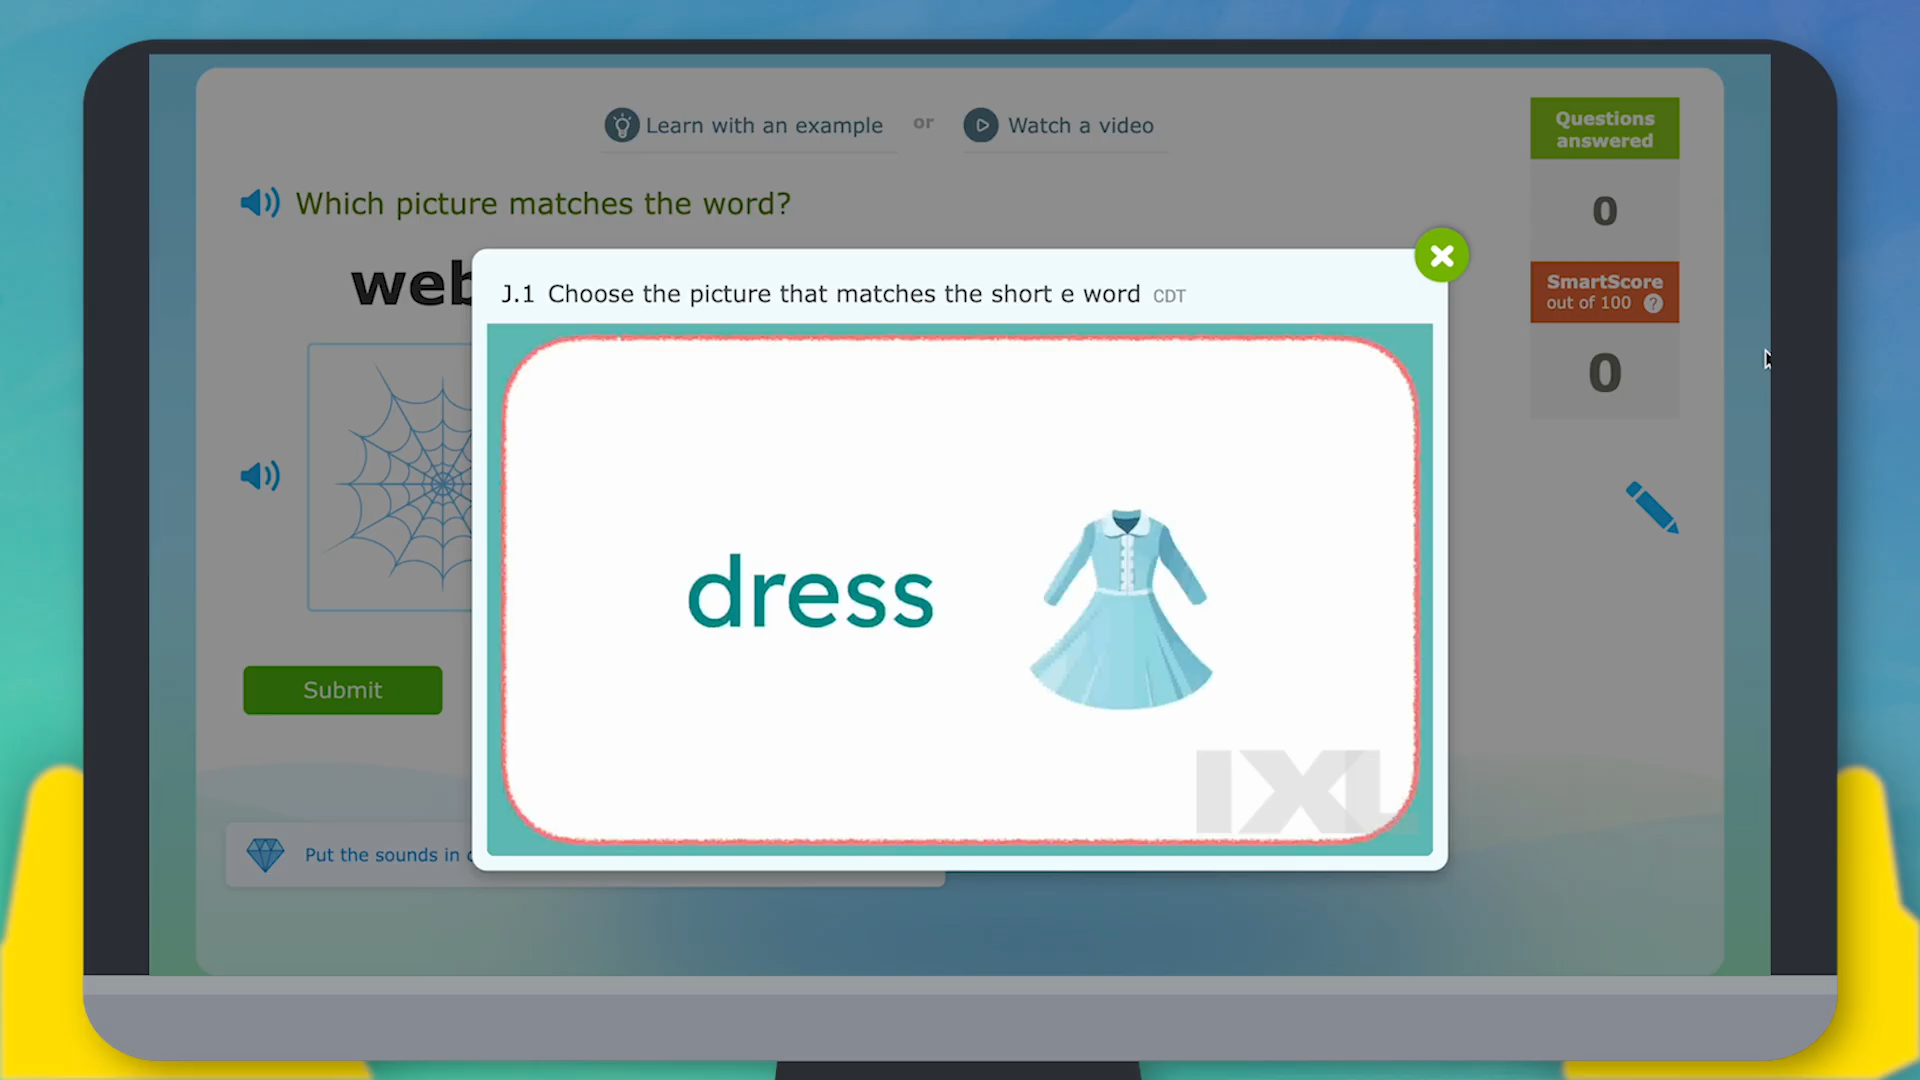 Learn with an example or Watch a video
Questions
answered
0
Which picture matches the word?
web
J.1 Choose the picture that matches the short e word CDT
SmartScore
out of 100 ?
0
dress
Submit
IXL
Put the sounds in